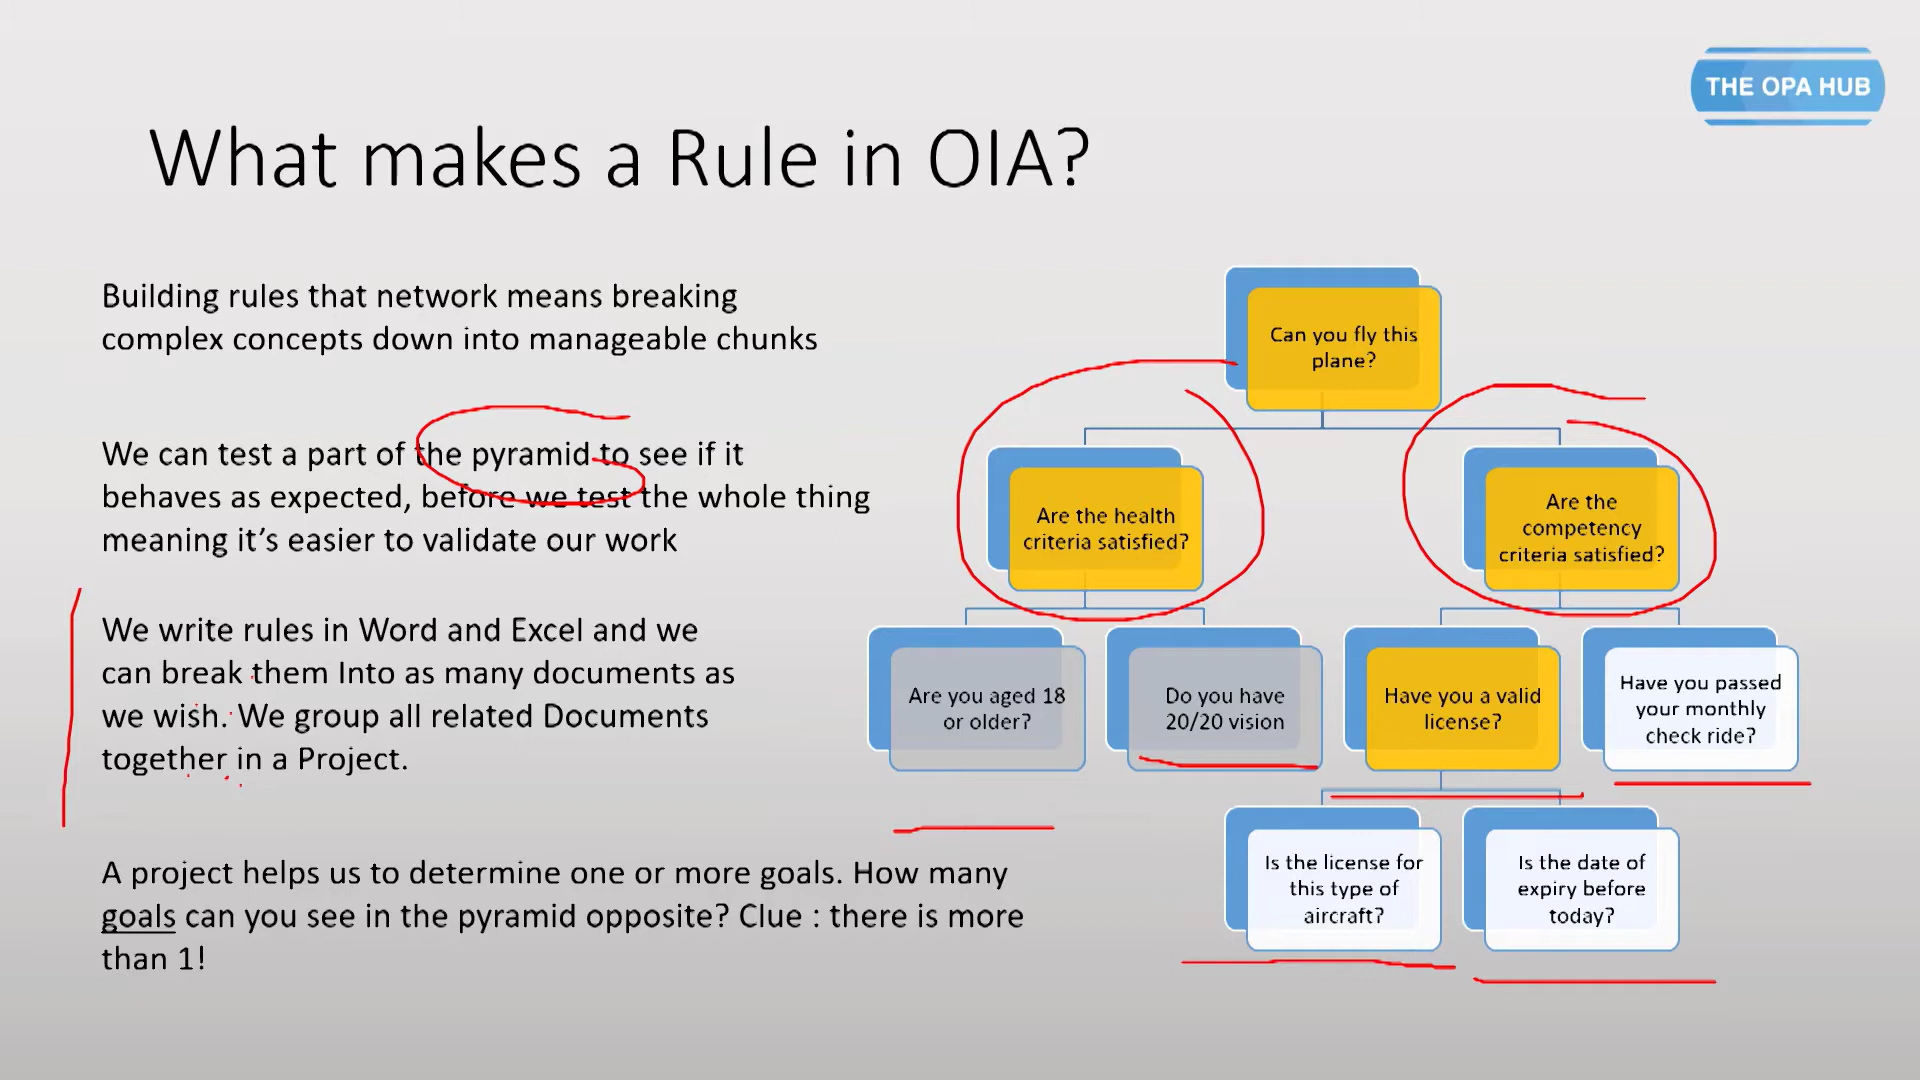 THE OPA HUB
What makes a Rule in OIA?
Building rules that network means breaking
complex concepts down into manageable chunks
We can test a part of the pyramid to see if it
behaves as expected, before we test the whole thing
meaning it’s easier to validate our work
We write rules in Word and Excel and we
can break them Into as many documents as
we wish. We group all related Documents
together in a Project.
A project helps us to determine one or more goals. How many
goals can you see in the pyramid opposite? Clue : there is more
than 1!
Can you fly this
plane?
Are the health
criteria satisfied?
Are the
competency
criteria satisfied?
Are you aged 18
or older?
Do you have
20/20 vision
Have you a valid
license?
Have you passed
your monthly
check ride?
Is the license for
this type of
aircraft?
Is the date of
expiry before
today?